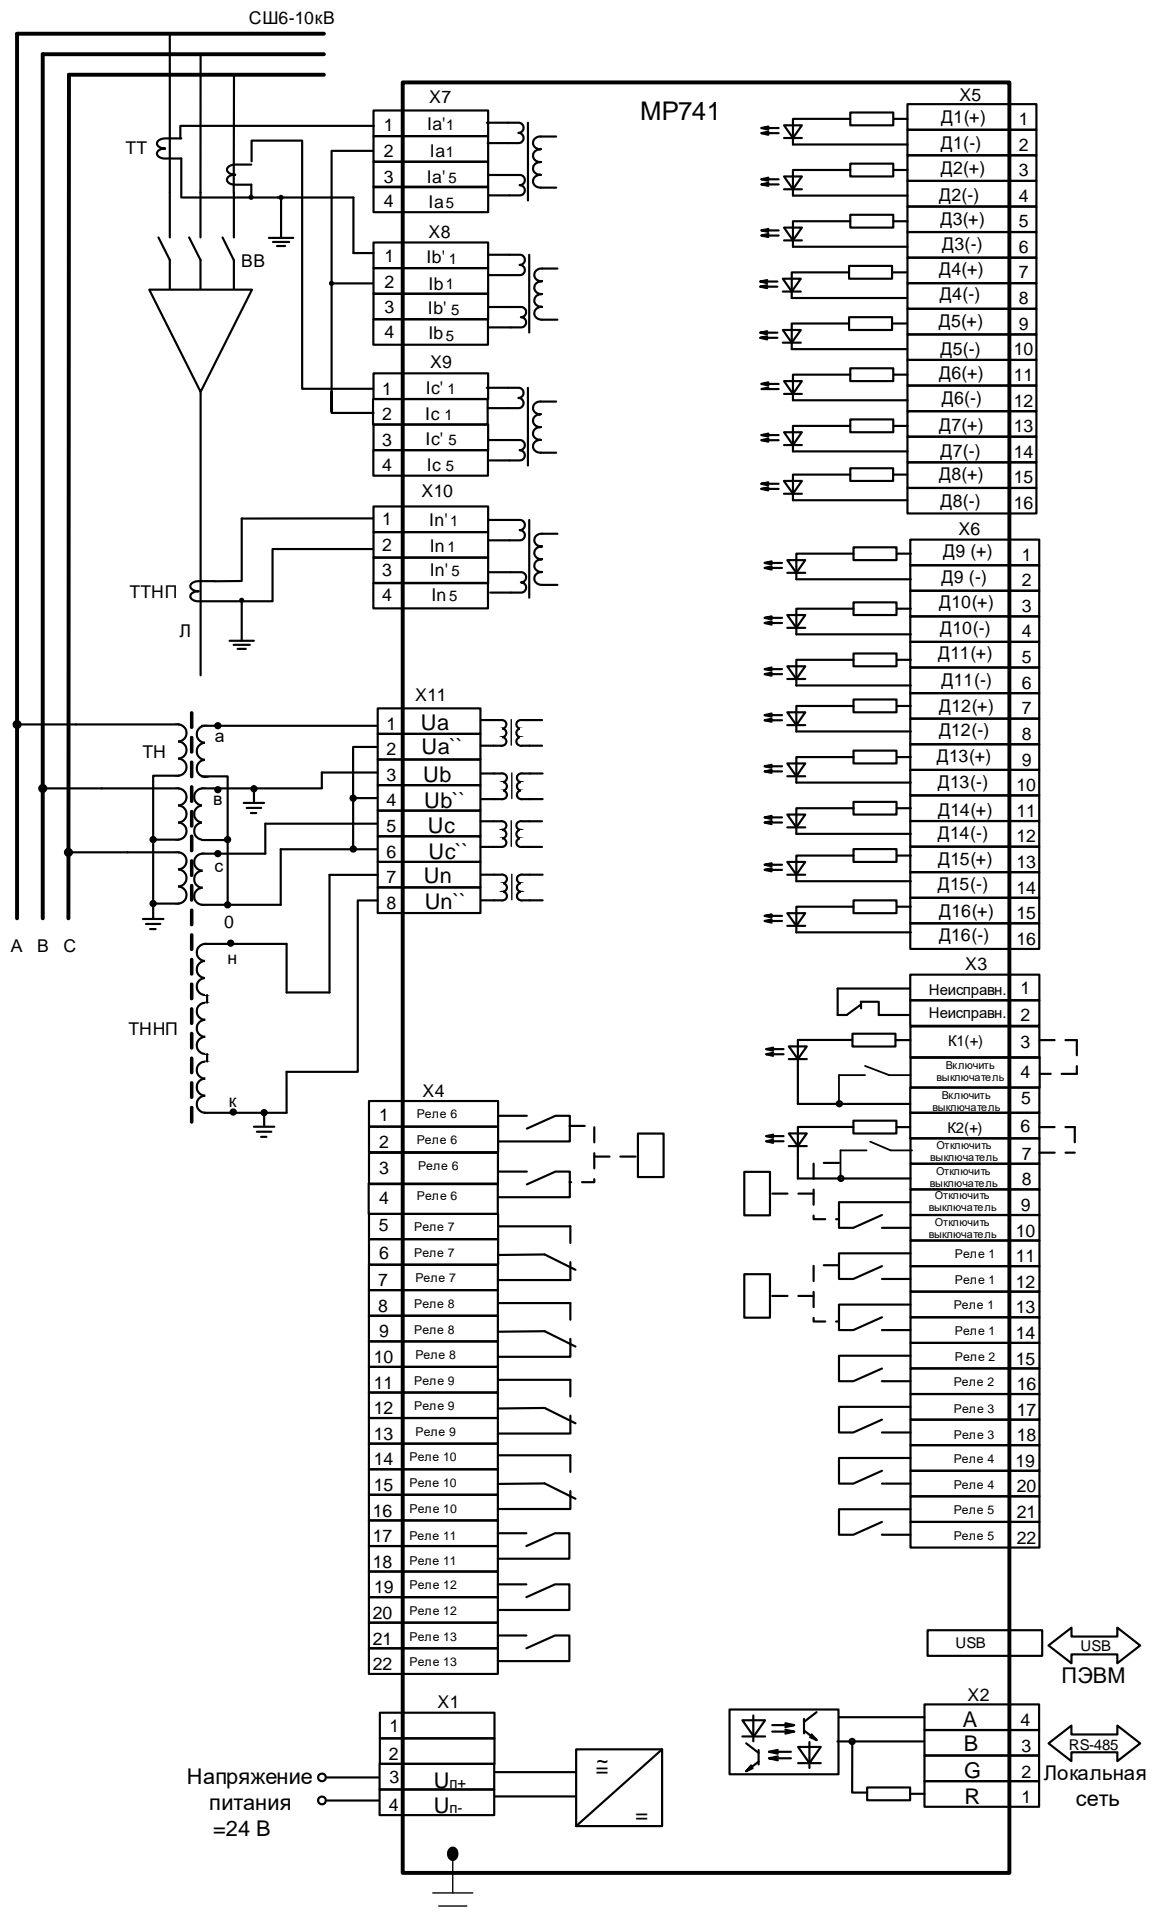 СШ6-10кВ
МР741
ТТ
ВВ
ТТНП
Л
X7
1 Ia'1
2 Ia1
3 Ia'5
4 Ia5
X8
1 Ib'1
2 Ib1
3 Ib'5
4 Ib5
X9
1 Ic'1
2 Ic1
3 Ic'5
4 Ic5
X10
1 In'1
2 In1
3 In'5
4 In5
X11
1 Ua
2 Ua``
3 Ub
4 Ub``
5 Uc
6 Uc``
7 Un
8 Un``
ТН
а
в
с
0
А В С
н
ТННП
к
X4
1 Реле 6
2 Реле 6
3 Реле 6
4 Реле 6
5 Реле 7
6 Реле 7
7 Реле 7
8 Реле 8
9 Реле 8
10 Реле 8
11 Реле 9
12 Реле 9
13 Реле 9
14 Реле 10
15 Реле 10
16 Реле 10
17 Реле 11
18 Реле 11
19 Реле 12
20 Реле 12
21 Реле 13
22 Реле 13
X1
1
2
3 Uп+
4 Uп-
Напряжение
питания
=24 В
≂
=
X5
Д1(+) 1
Д1(-) 2
Д2(+) 3
Д2(-) 4
Д3(+) 5
Д3(-) 6
Д4(+) 7
Д4(-) 8
Д5(+) 9
Д5(-) 10
Д6(+) 11
Д6(-) 12
Д7(+) 13
Д7(-) 14
Д8(+) 15
Д8(-) 16
X6
Д9 (+) 1
Д9 (-) 2
Д10(+) 3
Д10(-) 4
Д11(+) 5
Д11(-) 6
Д12(+) 7
Д12(-) 8
Д13(+) 9
Д13(-) 10
Д14(+) 11
Д14(-) 12
Д15(+) 13
Д15(-) 14
Д16(+) 15
Д16(-) 16
X3
Неисправн. 1
Неисправн. 2
К1(+) 3
Включить
выключатель 4
Включить
выключатель 5
К2(+) 6
Отключить
выключатель 7
Отключить
выключатель 8
Отключить
выключатель 9
Отключить
выключатель 10
Реле 1 11
Реле 1 12
Реле 1 13
Реле 1 14
Реле 2 15
Реле 2 16
Реле 3 17
Реле 3 18
Реле 4 19
Реле 4 20
Реле 5 21
Реле 5 22
USB
USB
ПЭВМ
X2
A 4
B 3
G 2
R 1
RS-485
Локальная
сеть